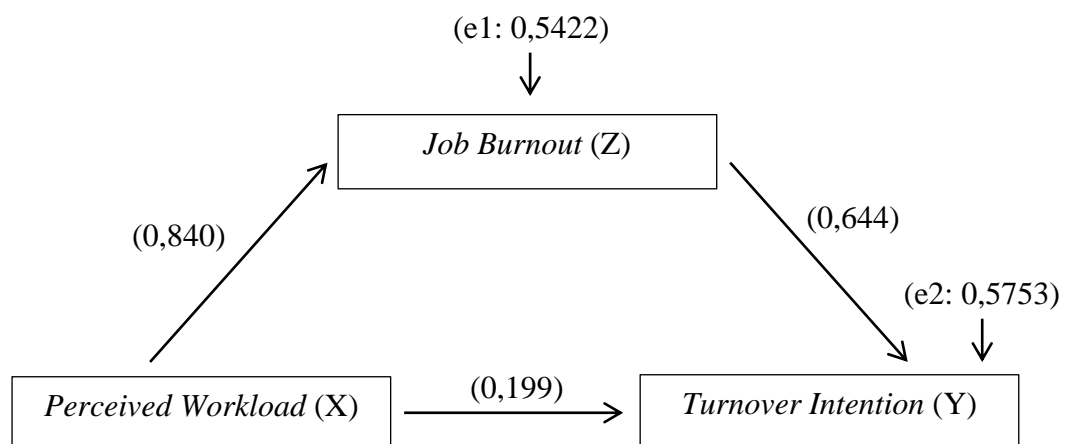 (e1: 0,5422)
Job Burnout (Z)
(0,840)
(0,644)
(e2: 0,5753)
Perceived Workload (X)
(0,199)
Turnover Intention (Y)